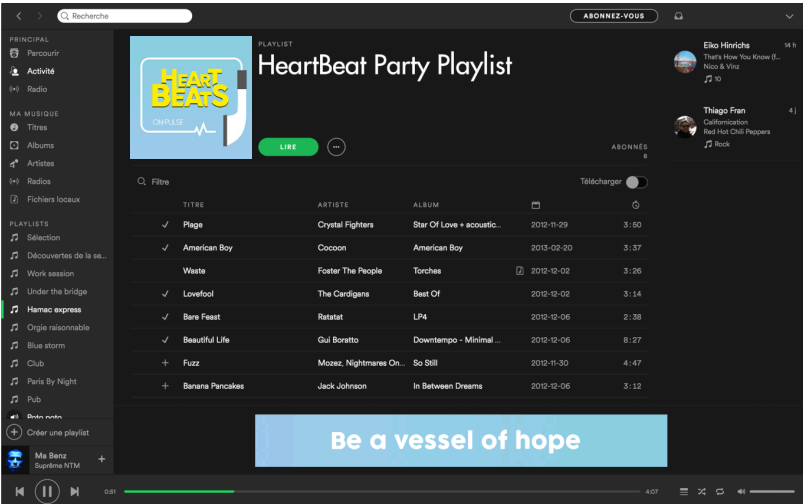 Recherche
ABONNEZ-VOUS
PRINCIPAL
Parcourir
Activité
Radio
MA MUSIQUE
Titres
Albums
Artistes
Radios
Fichiers locaux
PLAYLISTS
Sélection
Découvertes de la se...
Work session
Under the bridge
Hamac express
Orgie raisonnable
Blue storm
Club
Paris By Night
Pub
Poto poto
Créer une playlist
Ma Benz
Suprême NTM
HEART
BEATS
ON-PULSE
PLAYLIST
HeartBeat Party Playlist
LIRE
ABONNÉS
8
Filtre
Télécharger
TITRE ARTISTE ALBUM
Plage Crystal Fighters Star Of Love + acoustic... 2012-11-29 3:50
American Boy Cocoon American Boy 2013-02-20 3:37
Waste Foster The People Torches 2012-12-02 3:26
Lovefool The Cardigans Best Of 2012-12-02 3:14
Bare Feast Ratatat LP4 2012-12-06 2:38
Beautiful Life Gui Boratto Downtempo - Minimal ... 2012-12-06 8:27
Fuzz Mozez, Nightmares On... So Still 2012-11-30 4:47
Banana Pancakes Jack Johnson In Between Dreams 2012-12-06 3:12
Be a vessel of hope
Eiko Hinrichs 14 h
That's How You Know (f...
Nico & Vinz
10
Thiago Fran 4 j
Californication
Red Hot Chili Peppers
Rock
0:51 4:07